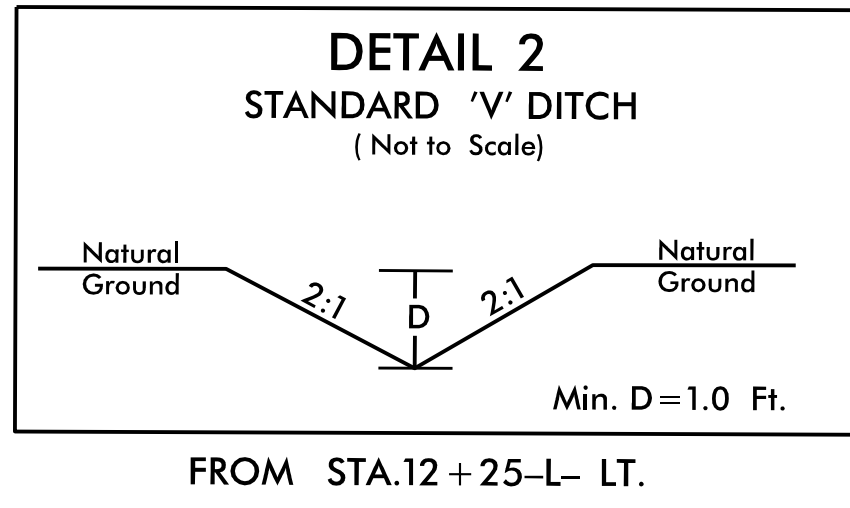 DETAIL 2
STANDARD 'V' DITCH
( Not to Scale)
Natural
Ground
2:1
D
2:1
Natural
Ground
Min. D=1.0 Ft.
FROM STA.12+25-L- LT.